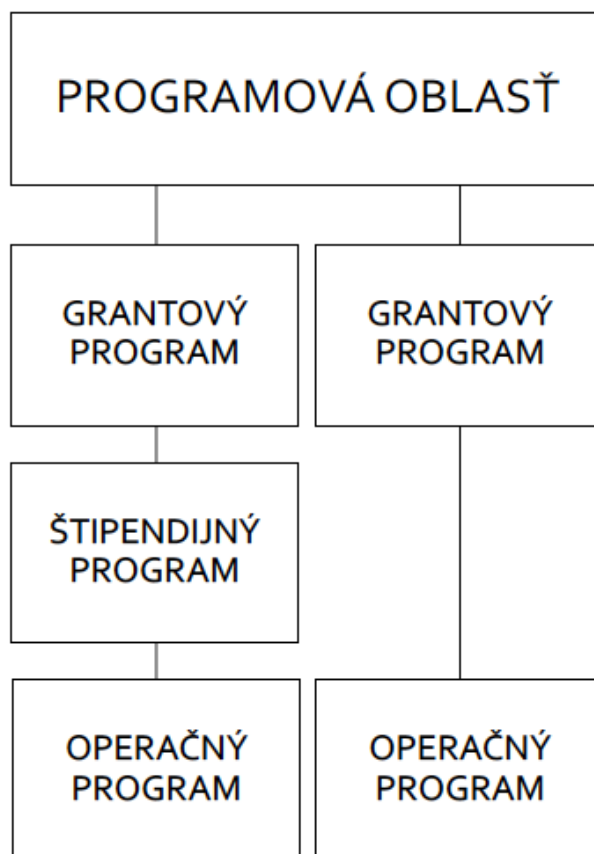 PROGRAMOVÁ OBLASŤ
GRANTOVÝ
PROGRAM
GRANTOVÝ
PROGRAM
ŠTIPENDIJNÝ
PROGRAM
OPERAČNÝ
PROGRAM
OPERAČNÝ
PROGRAM